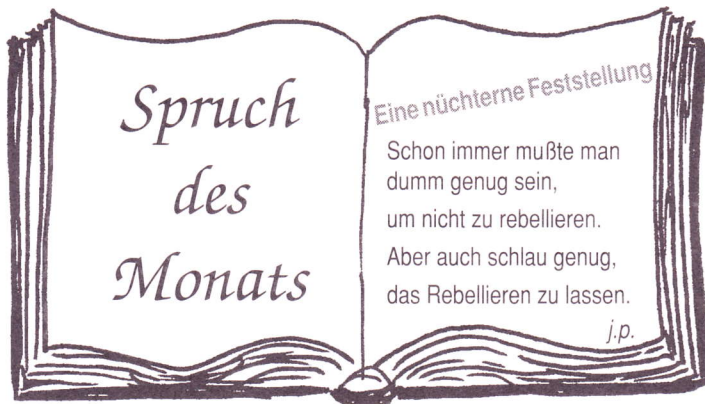 Spruch
des
Monats
Eine nüchterne Feststellung
Schon immer mußte man
dumm genug sein,
um nicht zu rebellieren.
Aber auch schlau genug,
das Rebellieren zu lassen.
j.p.